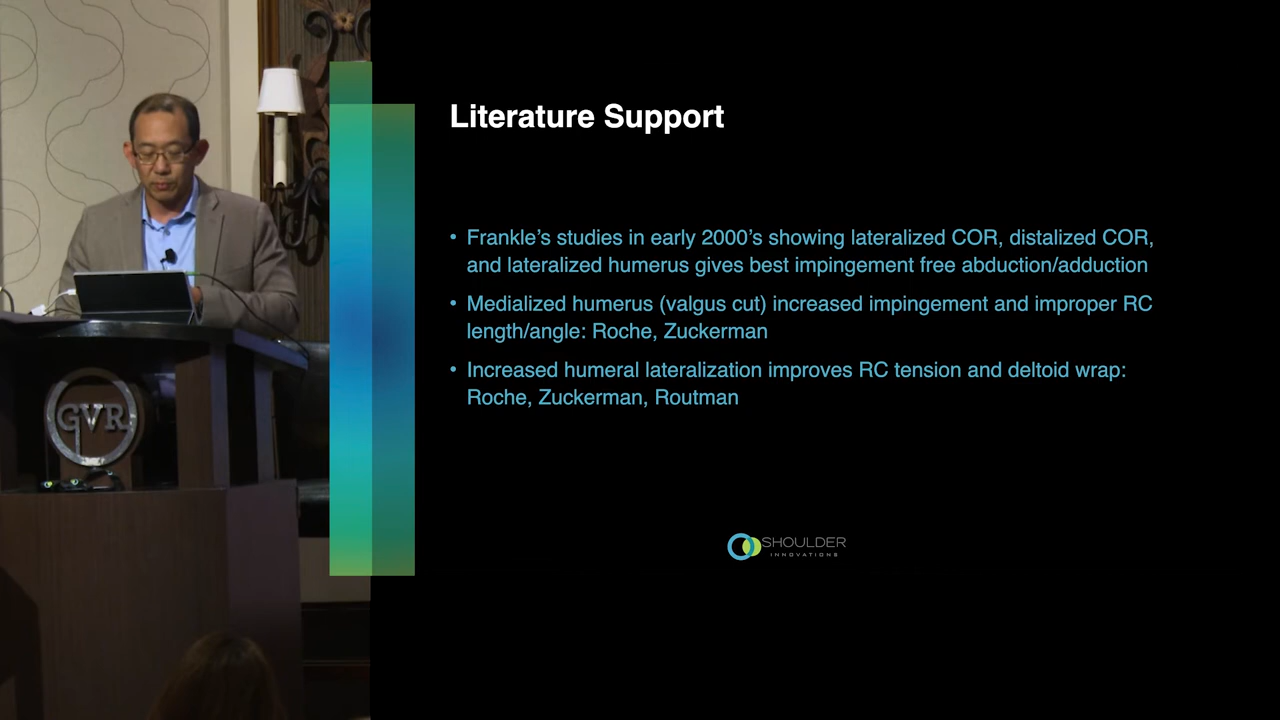 Literature Support
• Frankle’s studies in early 2000’s showing lateralized COR, distalized COR,
and lateralized humerus gives best impingement free abduction/adduction
• Medialized humerus (valgus cut) increased impingement and improper RC
length/angle: Roche, Zuckerman
• Increased humeral lateralization improves RC tension and deltoid wrap:
Roche, Zuckerman, Routman
GVR
SHOULDER
INNOVATIONS